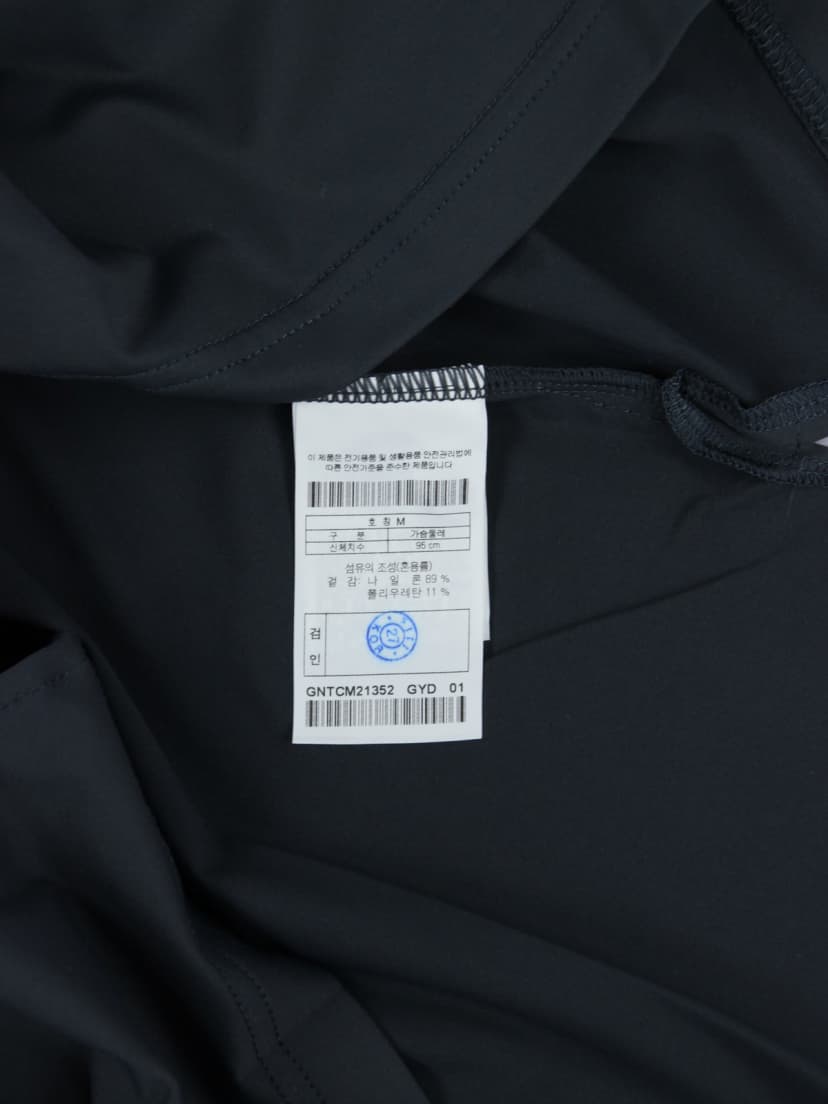 이 제품은 전기용품 및 생활용품 안전관리법에
따른 안전기준을 준수한 제품입니다
호 칭 M
구 분 가슴둘레
신체치수 95 cm
섬유의 조성(혼용률)
겉 감: 나 일 론 89 %
폴리우레탄 11 %
검
인
27
KOR
GNTCM21352 GYD 01